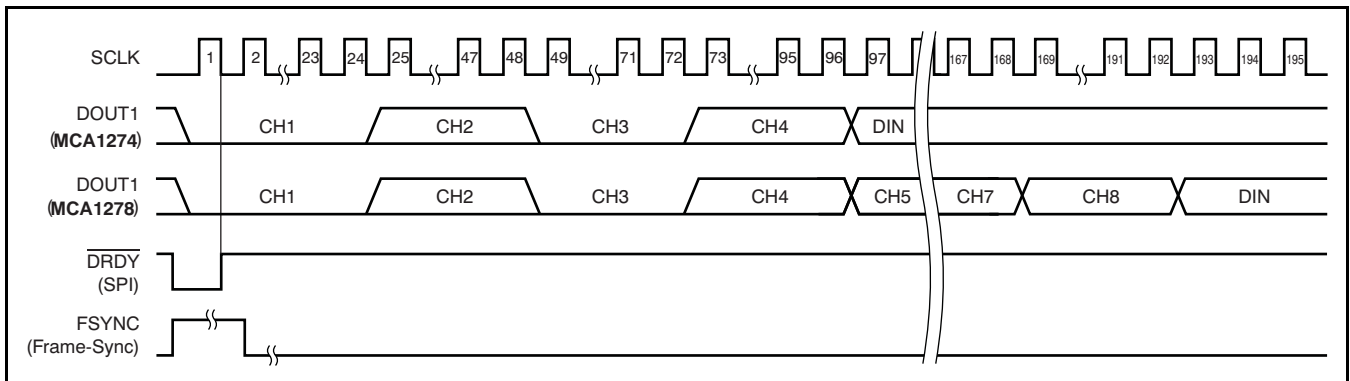 SCLK 1 2 23 24 25 47 48 49 71 72 73 95 96 97 167 168 169 191 192 193 194 195
DOUT1
(MCA1274)
CH1 CH2 CH3 CH4 DIN
DOUT1
(MCA1278)
CH1 CH2 CH3 CH4 CH5 CH7 CH8 DIN
DRDY
(SPI)
FSYNC
(Frame-Sync)